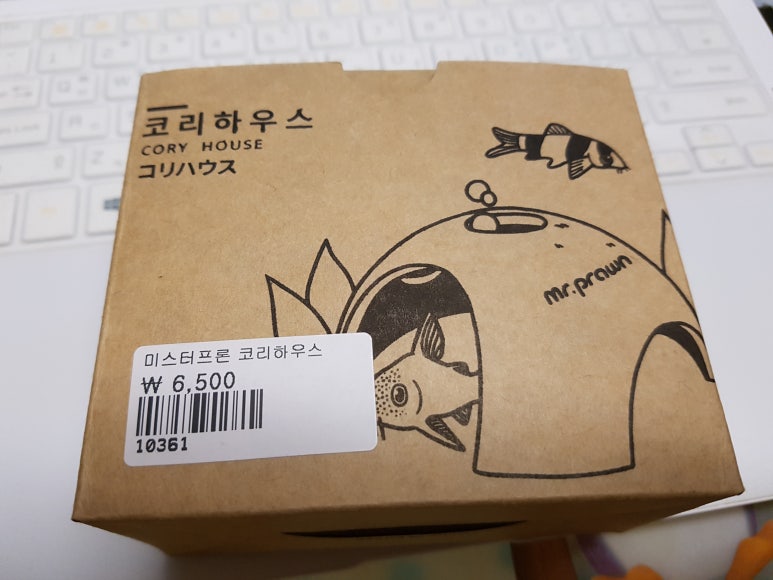 코리하우스
CORY HOUSE
コリハウス
mr.prawn
미스터프론 코리하우스
₩ 6,500
10361